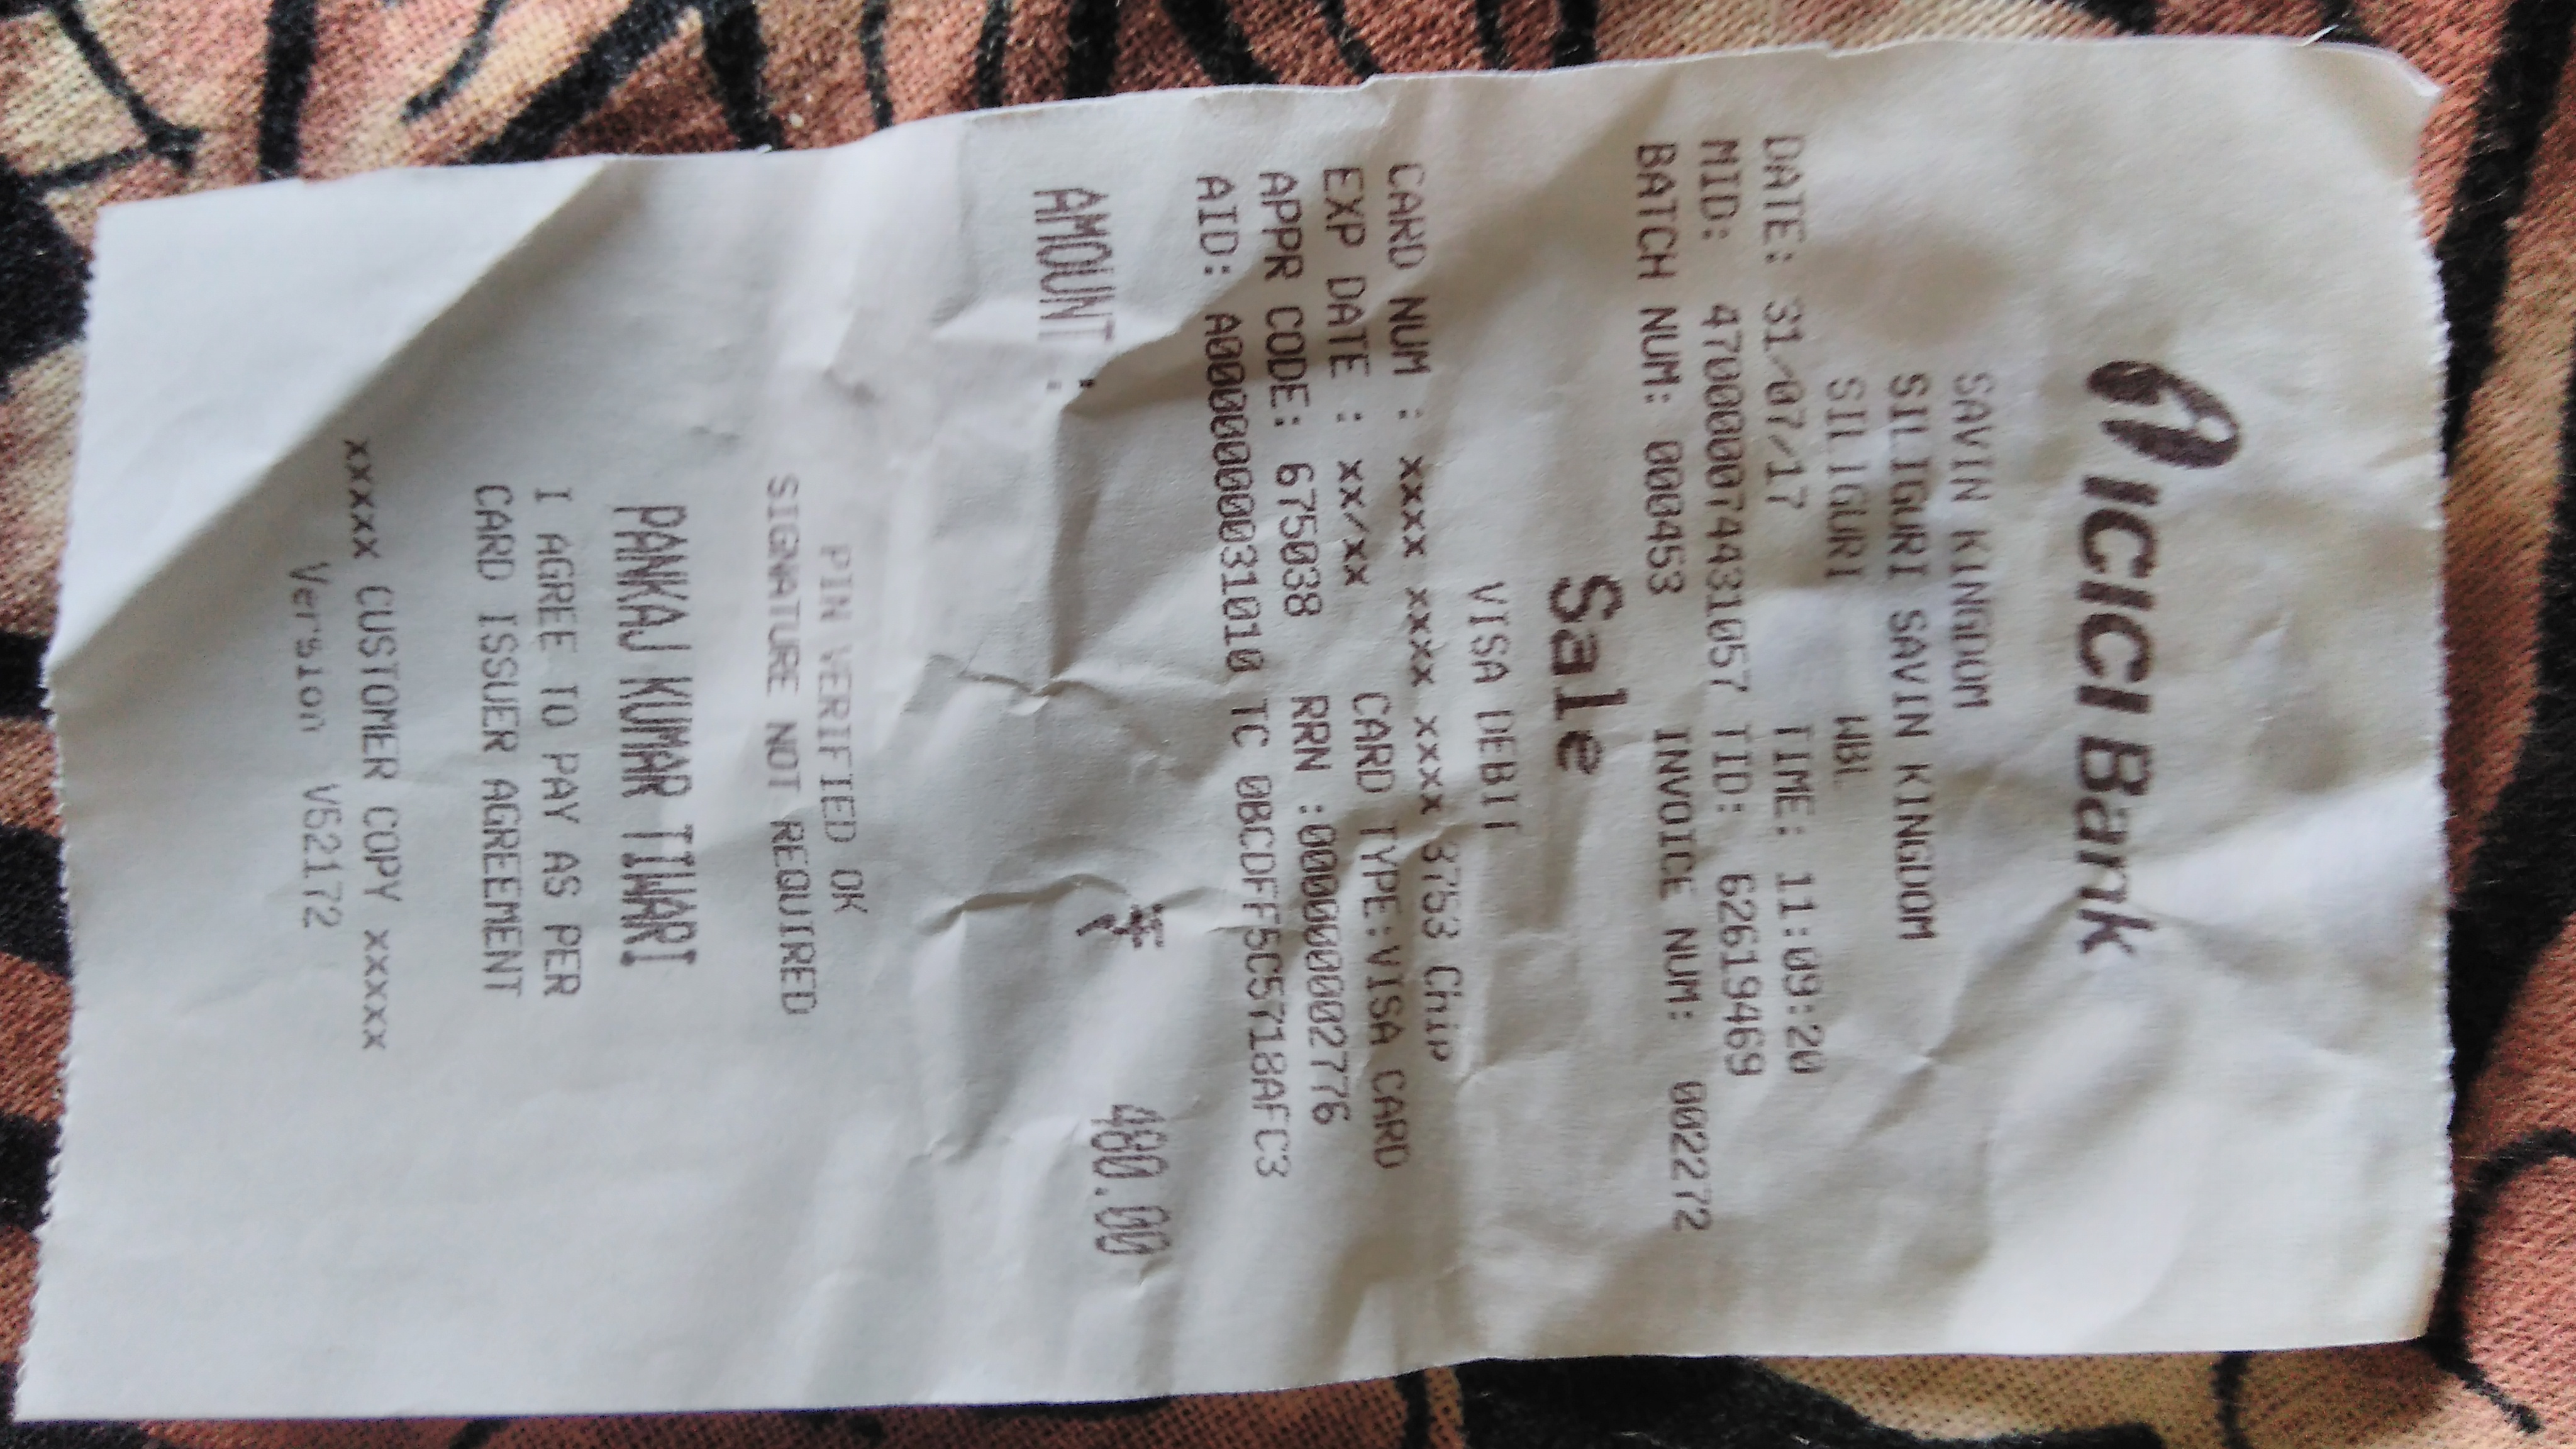 ICICI Bank
SAVIN KINGDOM
SILIGURI SAVIN KINGDOM
SILIGURI WBL
DATE: 31/07/17 TIME: 11:09:20
MID: 470000074431057 TID: 62619469
BATCH NUM: 000453 INVOICE NUM: 002272
Sale
VISA DEBIT
CARD NUM : xxxx xxxx xxxx 3753 Chip
EXP DATE : xx/xx CARD TYPE:VISA CARD
APPR CODE: 675038 RRN :000000002776
AID: A0000000031010 TC 0BCDFF5C5718AFC3
AMOUNT : ₹ 480.00
PIN VERIFIED OK
SIGNATURE NOT REQUIRED
PANKAJ KUMAR TIWARI
I AGREE TO PAY AS PER
CARD ISSUER AGREEMENT
xxxxx CUSTOMER COPY xxxxx
Version V52172